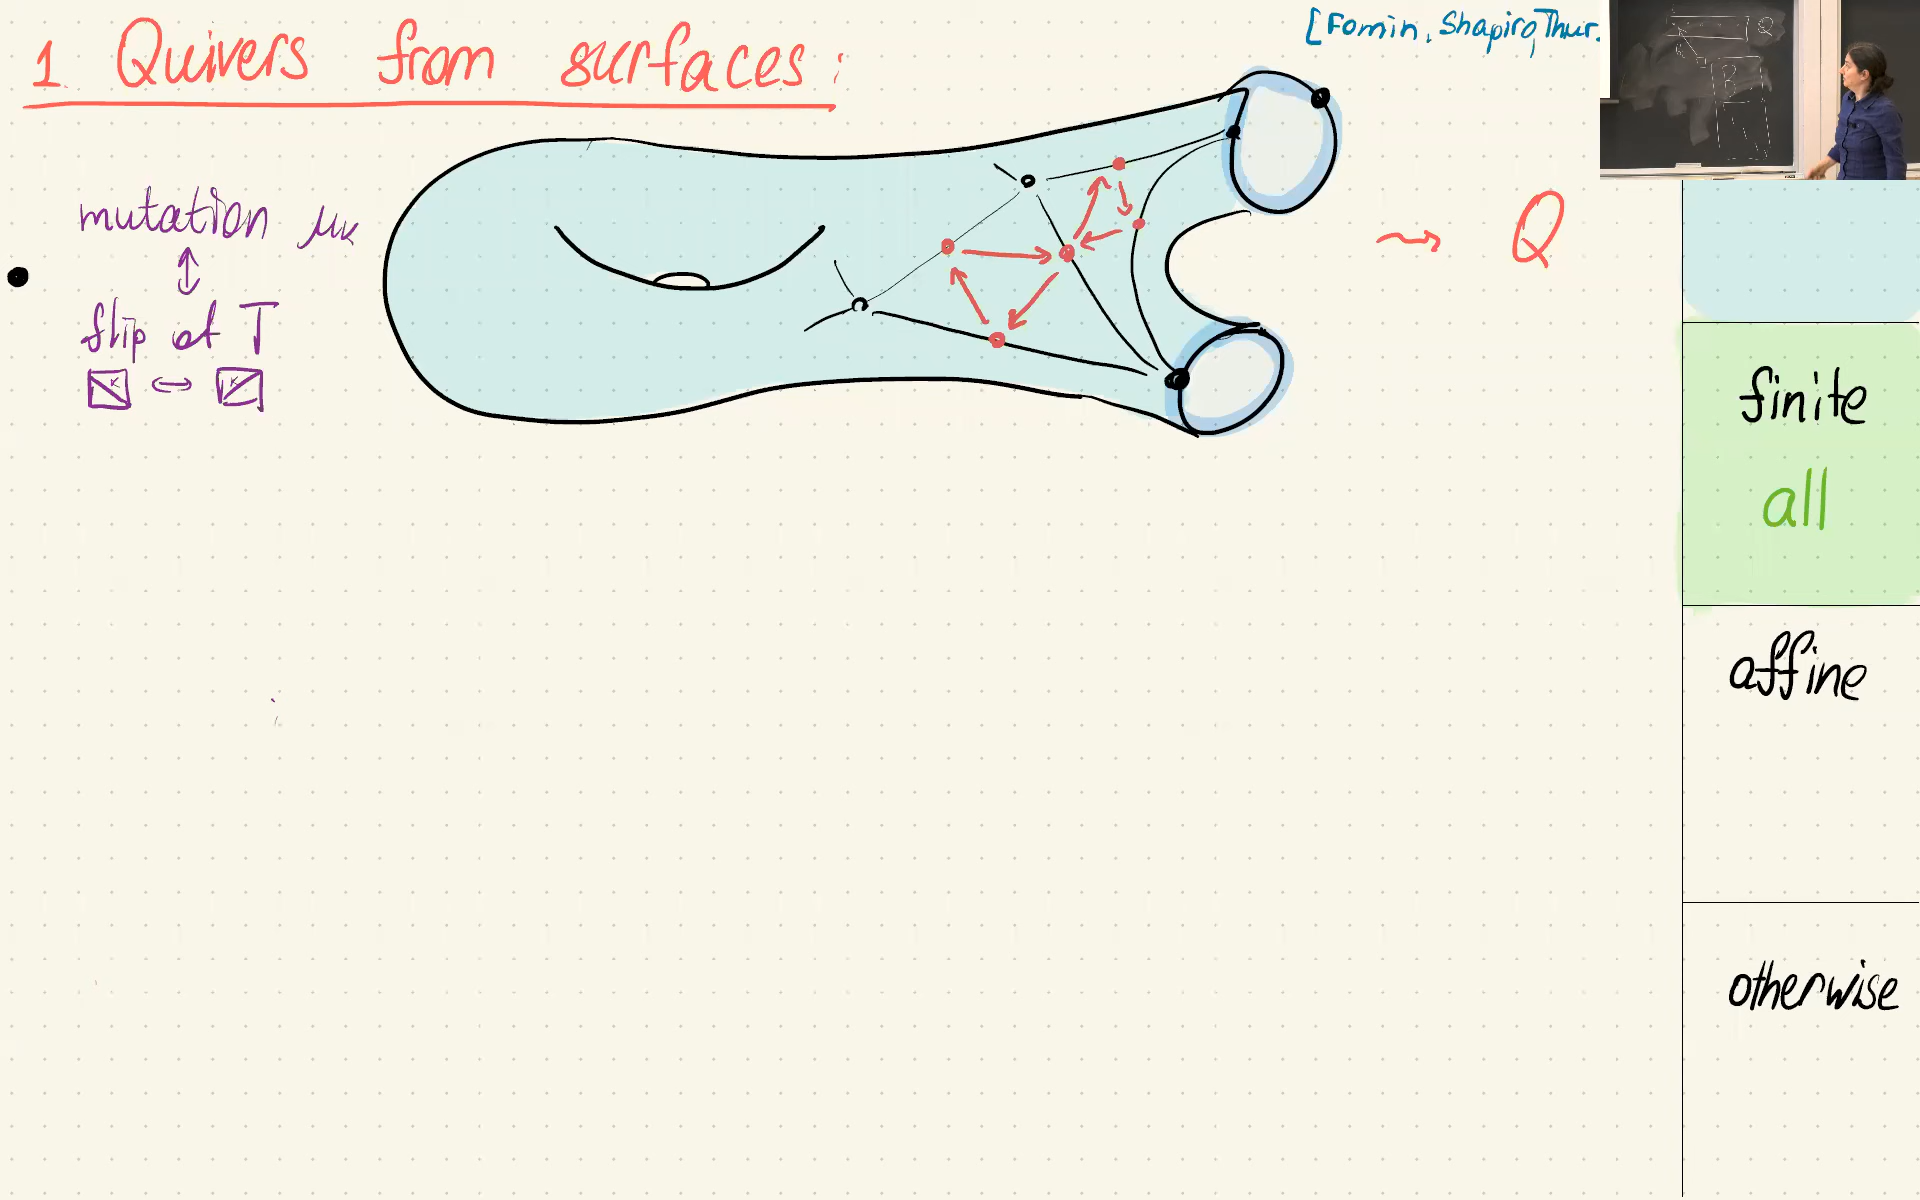 [Fomin, Shapiro, Thur.
1 Quivers from surfaces:
mutation μk
flip of T
k ↔ k
⇝ Q
finite
all
affine
otherwise
Q
B